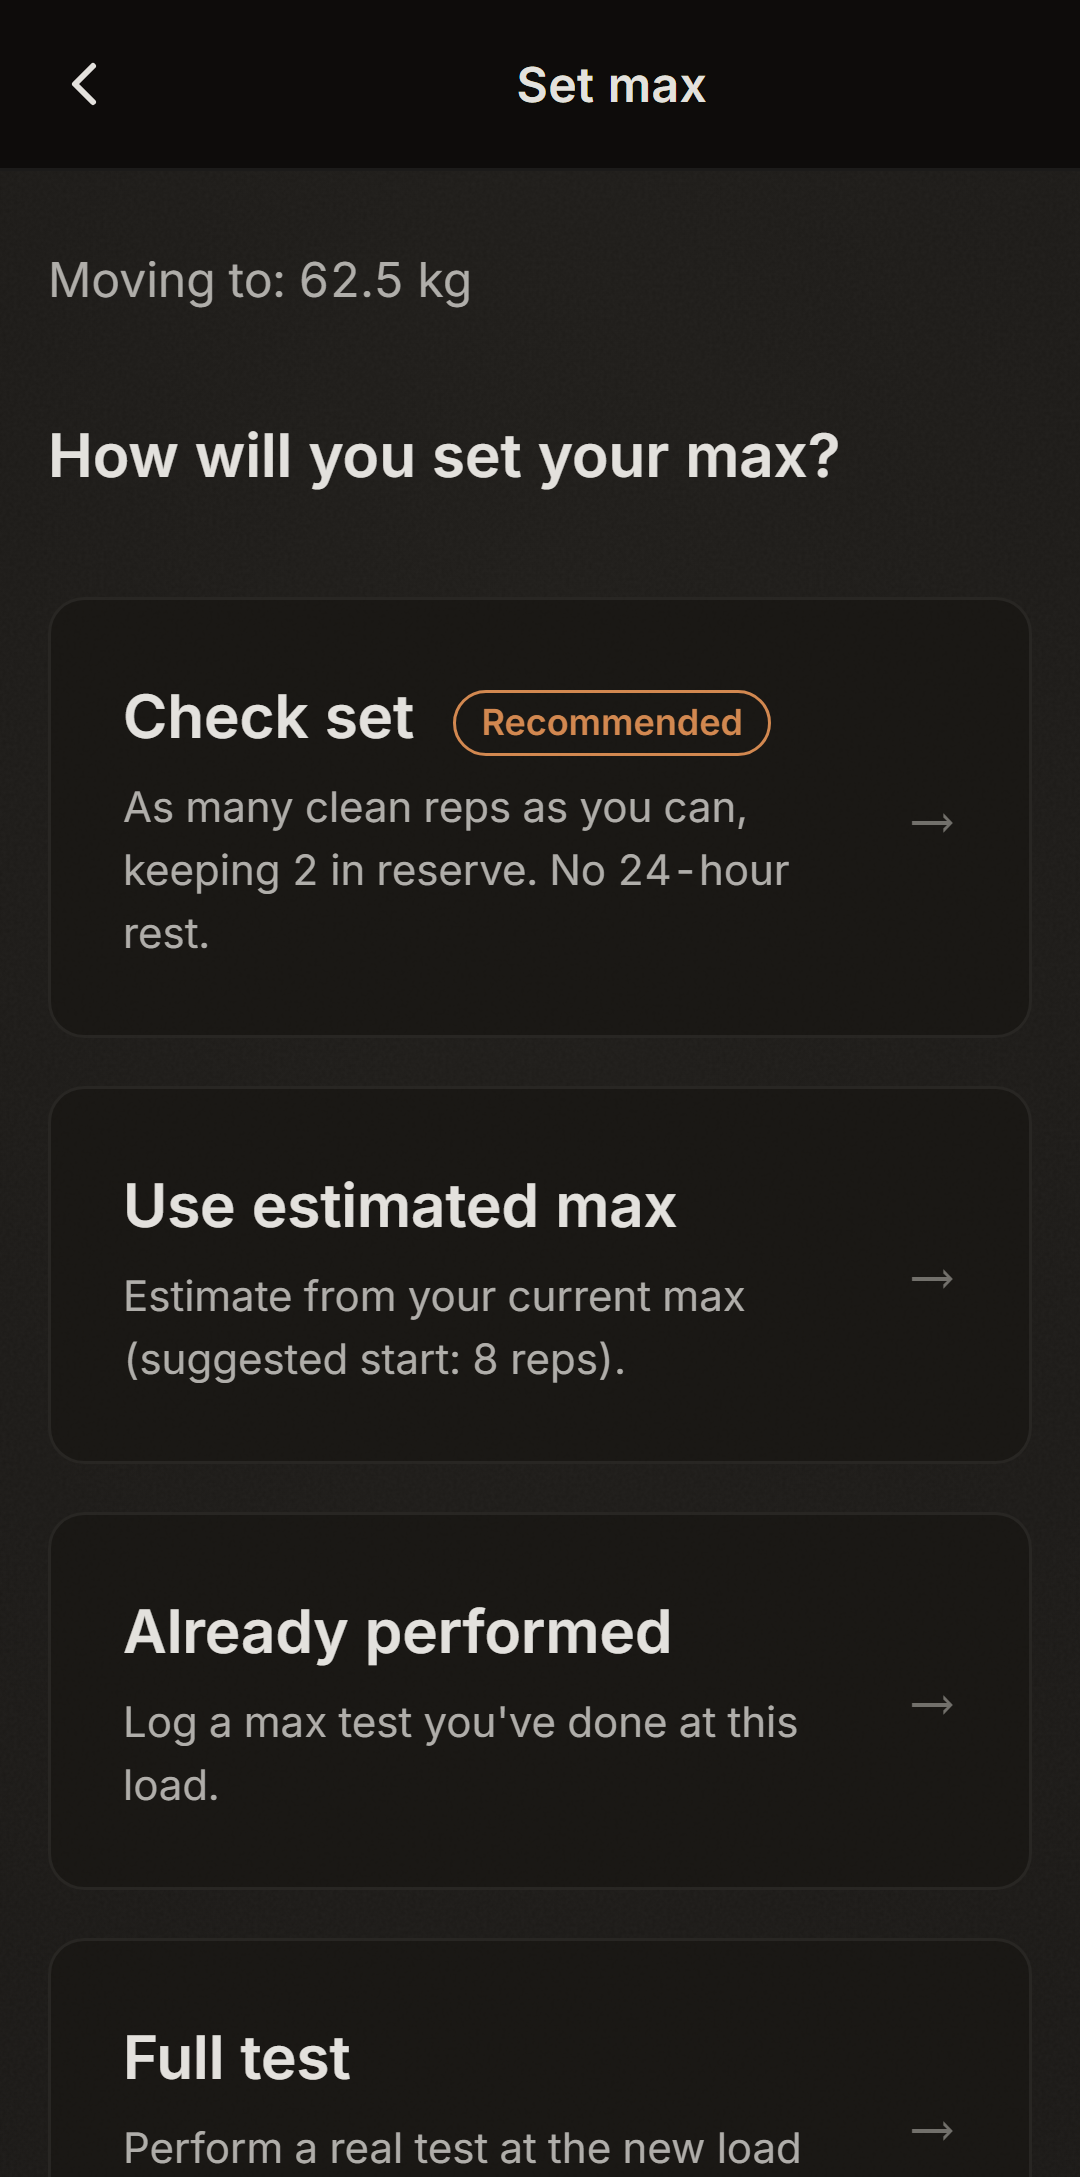 Set max
Moving to: 62.5 kg
How will you set your max?
Check set Recommended
As many clean reps as you can,
keeping 2 in reserve. No 24-hour
rest.
→
Use estimated max
Estimate from your current max
(suggested start: 8 reps).
→
Already performed
Log a max test you've done at this
load.
→
Full test
Perform a real test at the new load
→